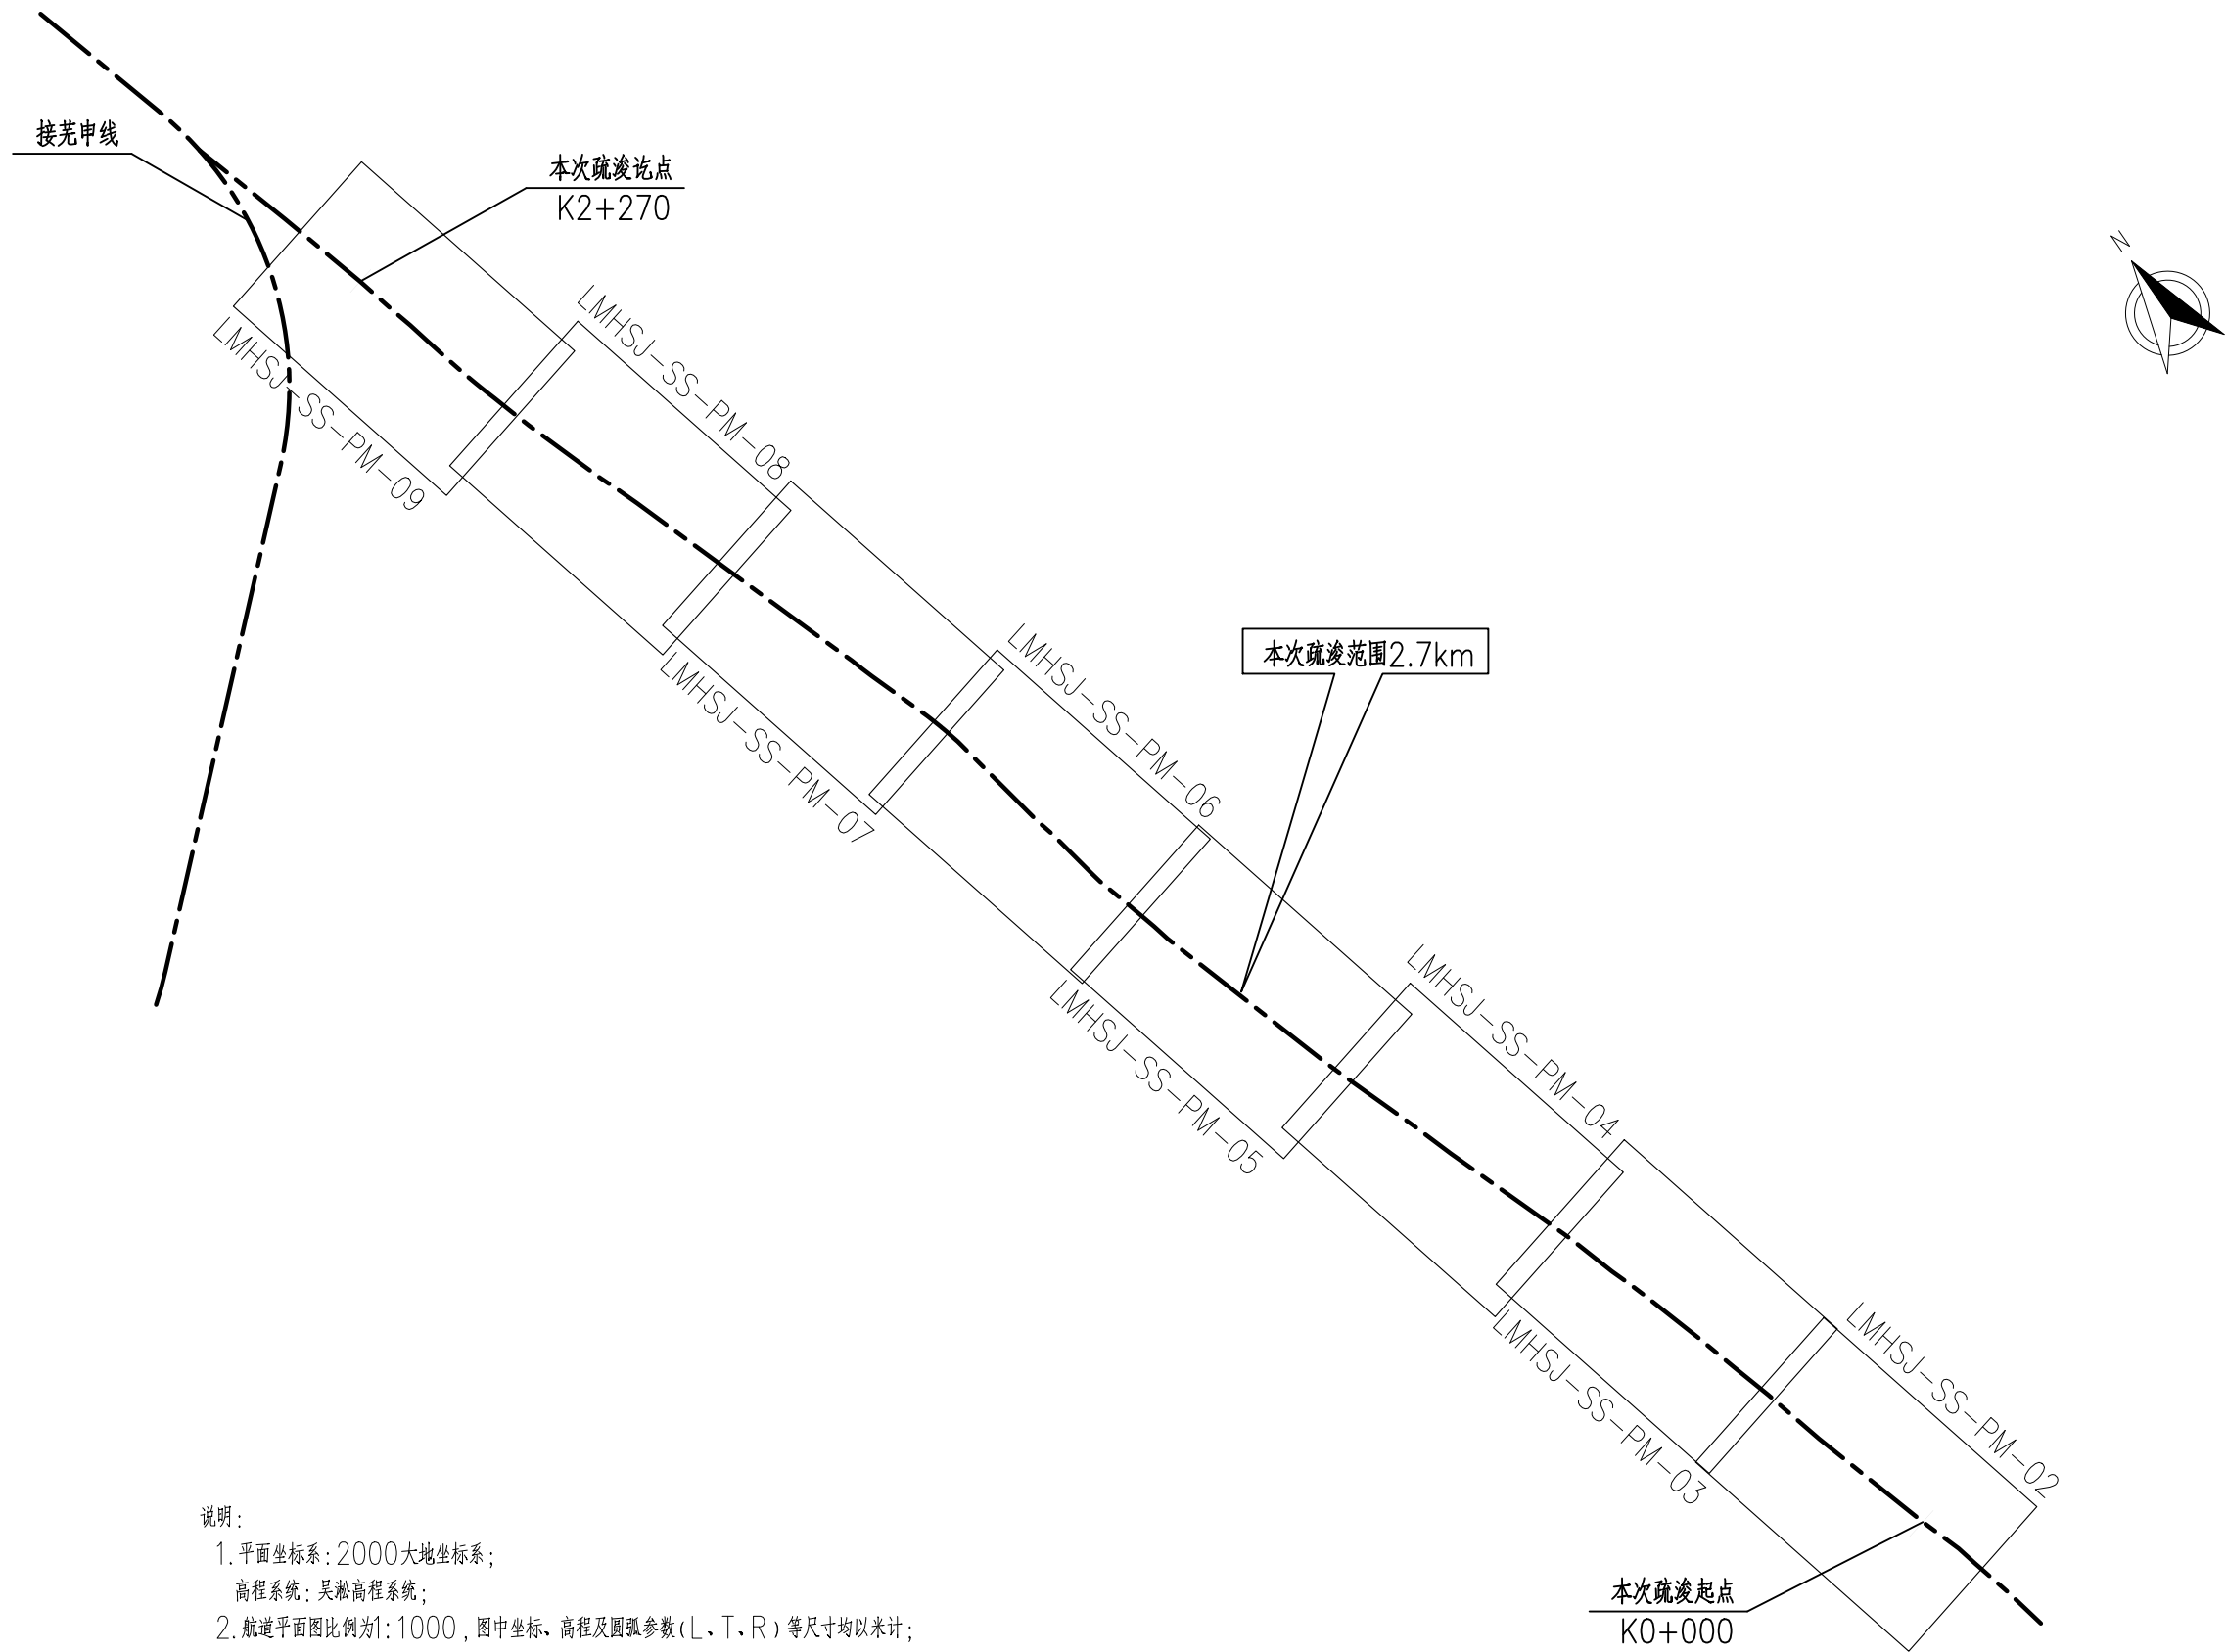 接芜申线
本次疏浚讫点
K2+270
N
LMHSJ-SS-PM-08
LMHSJ-SS-PM-09
本次疏浚范围2.7km
LMHSJ-SS-PM-06
LMHSJ-SS-PM-07
LMHSJ-SS-PM-04
LMHSJ-SS-PM-05
LMHSJ-SS-PM-02
LMHSJ-SS-PM-03
本次疏浚起点
K0+000
说明：
1.平面坐标系：2000大地坐标系；
高程系统：吴淞高程系统；
2.航道平面图比例为1:1000，图中坐标、高程及圆弧参数(L、T、R)等尺寸均以米计；